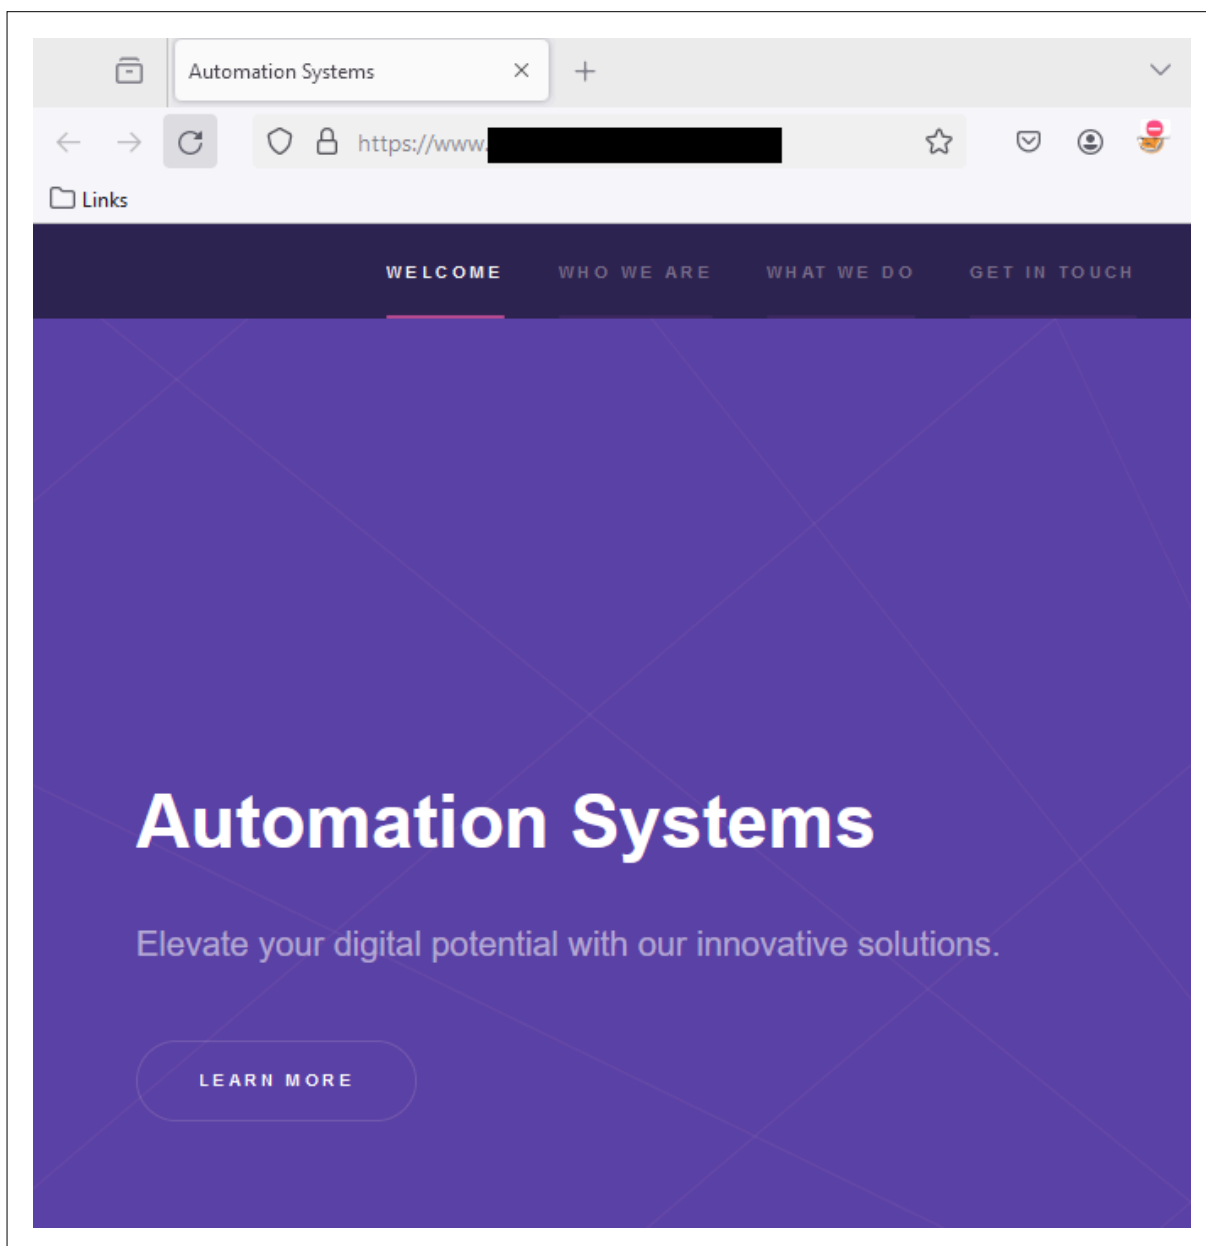 Automation Systems
https://www.
Links
WELCOME WHO WE ARE WHAT WE DO GET IN TOUCH
Automation Systems
Elevate your digital potential with our innovative solutions.
LEARN MORE